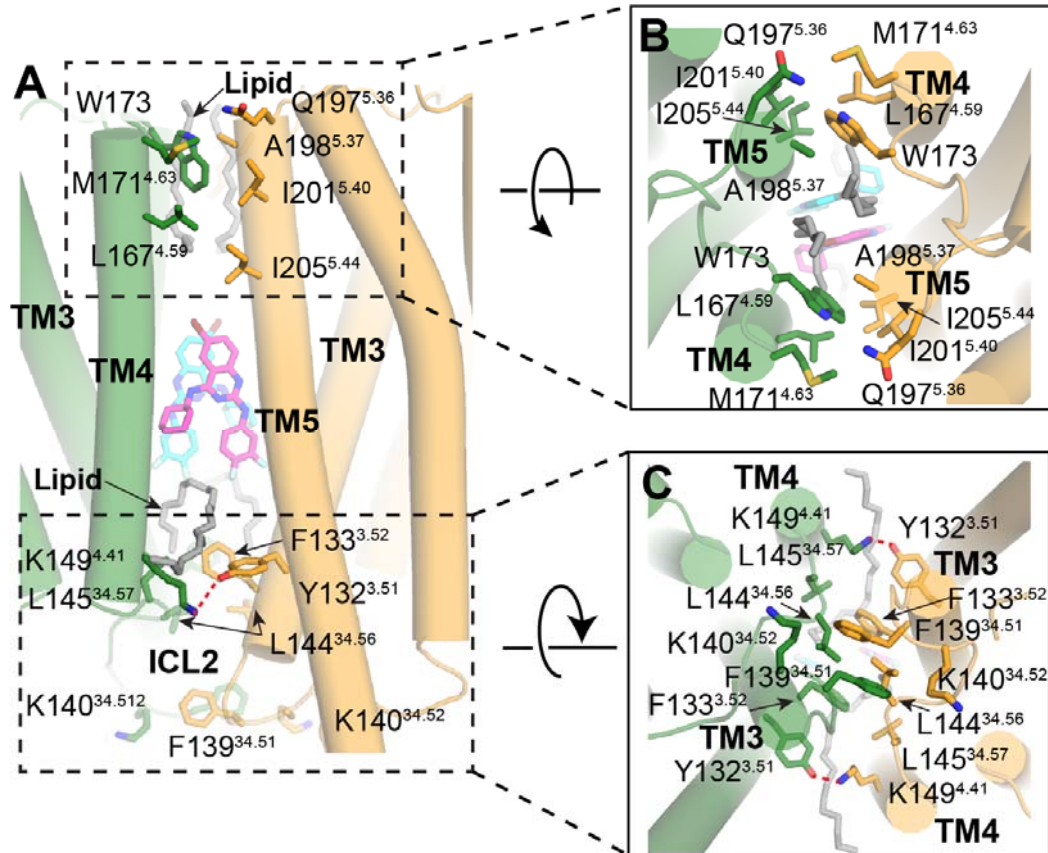 A
W173
Lipid
Q197^5.36
A198^5.37
M171^4.63
I201^5.40
L167^4.59
I205^5.44
TM3
TM3
TM4
TM5
Lipid
K149^4.41
F133^3.52
L145^34.57
Y132^3.51
L144^34.56
ICL2
K140^34.512
K140^34.52
F139^34.51
B
Q197^5.36
M171^4.63
I201^5.40
TM4
I205^5.44
L167^4.59
TM5
W173
A198^5.37
W173
A198^5.37
L167^4.59
TM5
I205^5.44
TM4
I201^5.40
M171^4.63
Q197^5.36
C
TM4
K149^4.41
Y132^3.51
L145^34.57
TM3
L144^34.56
F133^3.52
K140^34.52
F139^34.51
F139^34.51
K140^34.52
F133^3.52
L144^34.56
TM3
L145^34.57
Y132^3.51
K149^4.41
TM4